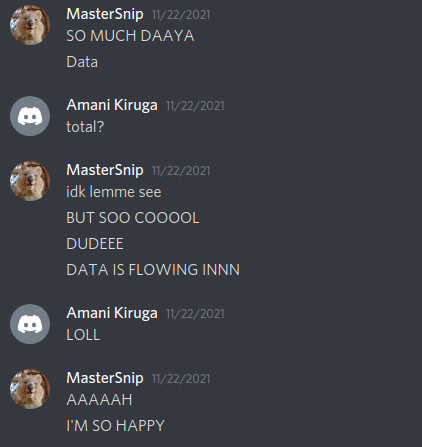 MasterSnip 11/22/2021
SO MUCH DAAYA
Data
Amani Kiruga 11/22/2021
total?
MasterSnip 11/22/2021
idk lemme see
BUT SOO COOOOL
DUDEEE
DATA IS FLOWING INNN
Amani Kiruga 11/22/2021
LOLL
MasterSnip 11/22/2021
AAAAAH
I'M SO HAPPY